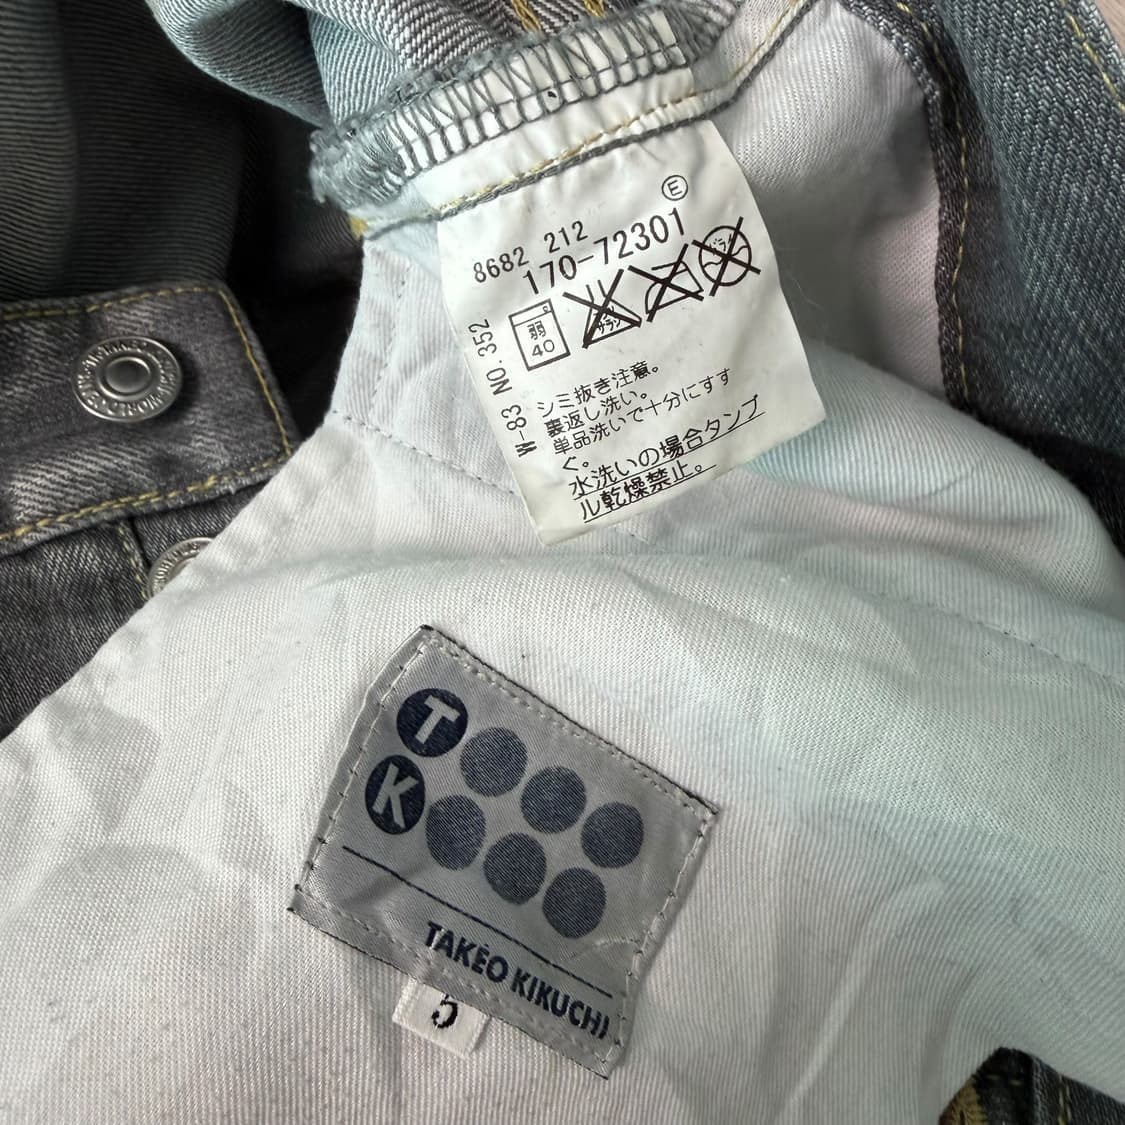 E
8682 212
170-72301
弱
40
W-83 NO.352
シミ抜き注意。
裏返し洗い。
単品洗いで十分にすす
ぐ。
水洗いの場合タンブ
ル乾燥禁止。
T
K
TAKĒO KIKUCHI
5